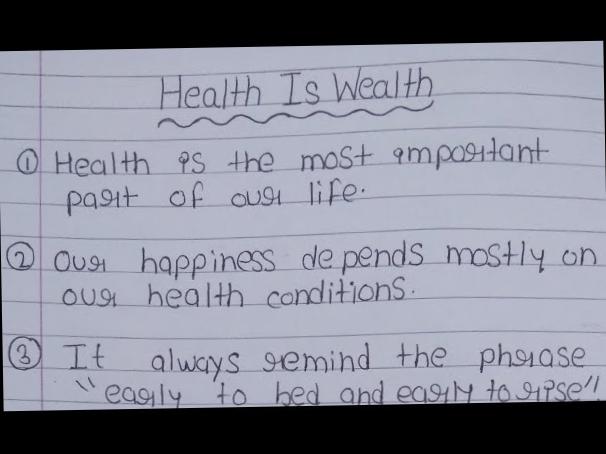 Health Is Wealth
① Health is the most important
part of our life.
② our happiness depends mostly on
our health conditions.
③ It always remind the phrase
"early to bed and early to rise".